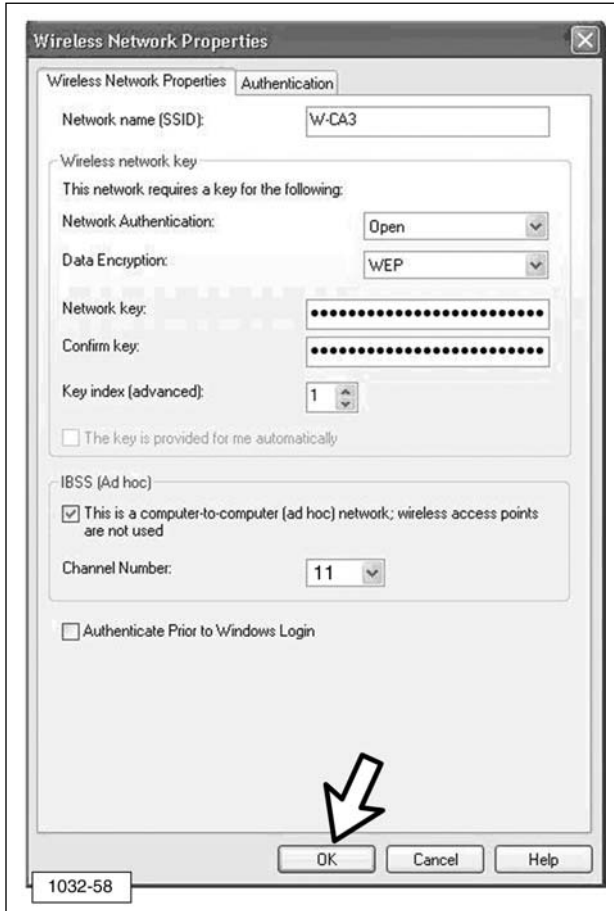 Wireless Network Properties
Wireless Network Properties Authentication
Network name (SSID): W-CA3
Wireless network key
This network requires a key for the following:
Network Authentication: Open
Data Encryption: WEP
Network key: ••••••••••••••••••••••••••
Confirm key: ••••••••••••••••••••••••••
Key index (advanced): 1
The key is provided for me automatically
IBSS (Ad hoc)
This is a computer-to-computer (ad hoc) network; wireless access points
are not used
Channel Number: 11
Authenticate Prior to Windows Login
OK Cancel Help
1032-58